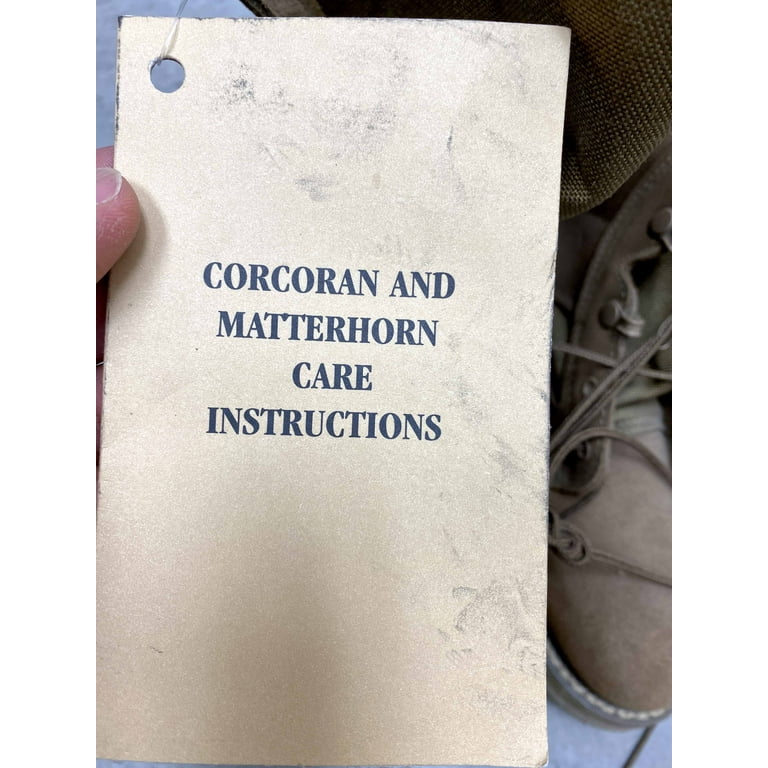 CORCORAN AND
MATTERHORN
CARE
INSTRUCTIONS